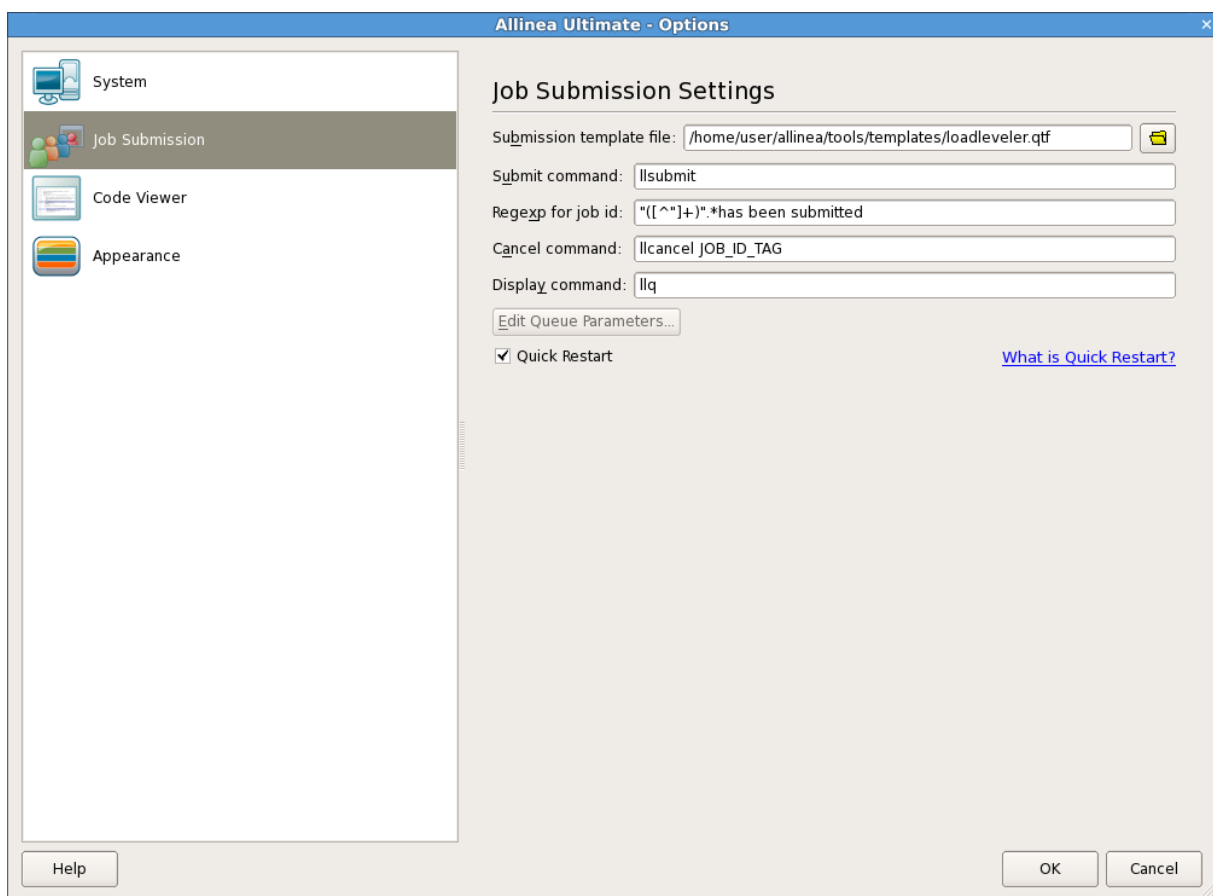 Allinea Ultimate - Options
System
Job Submission
Code Viewer
Appearance
Job Submission Settings
Submission template file: /home/user/allinea/tools/templates/loadleveler.qtf
Submit command: llsubmit
Regexp for job id: "([^"]+)".*has been submitted
Cancel command: llcancel JOB_ID_TAG
Display command: llq
Edit Queue Parameters...
Quick Restart What is Quick Restart?
Help OK Cancel